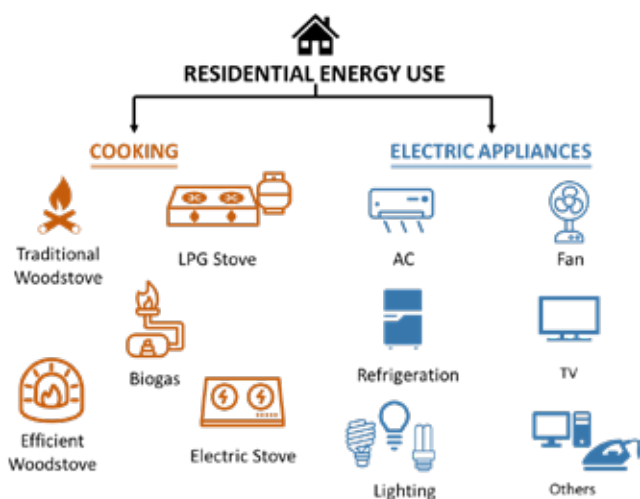 RESIDENTIAL ENERGY USE
COOKING
ELECTRIC APPLIANCES
Traditional
Woodstove
LPG Stove
AC
Fan
Biogas
Refrigeration
TV
Efficient
Woodstove
Electric Stove
Lighting
Others